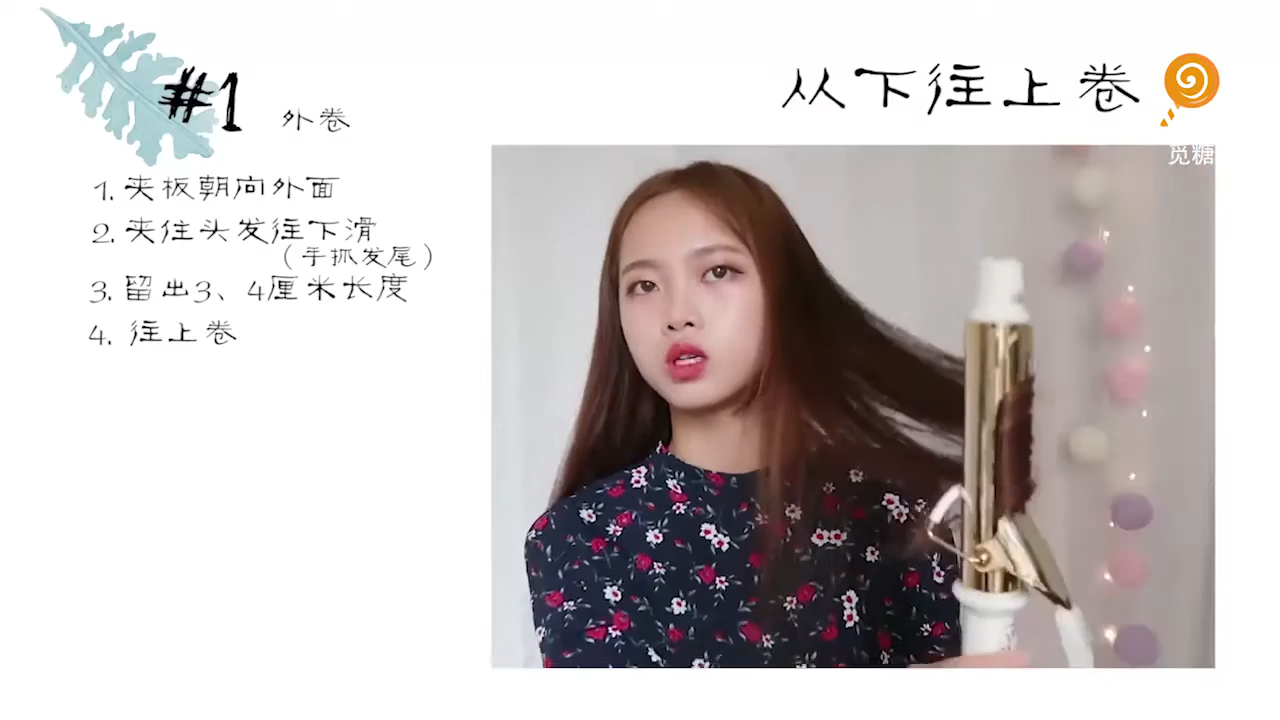 #1 外卷
从下往上卷
觅糖
1. 夹板朝向外面
2. 夹住头发往下滑
（手抓发尾）
3. 留出3、4厘米长度
4. 往上卷